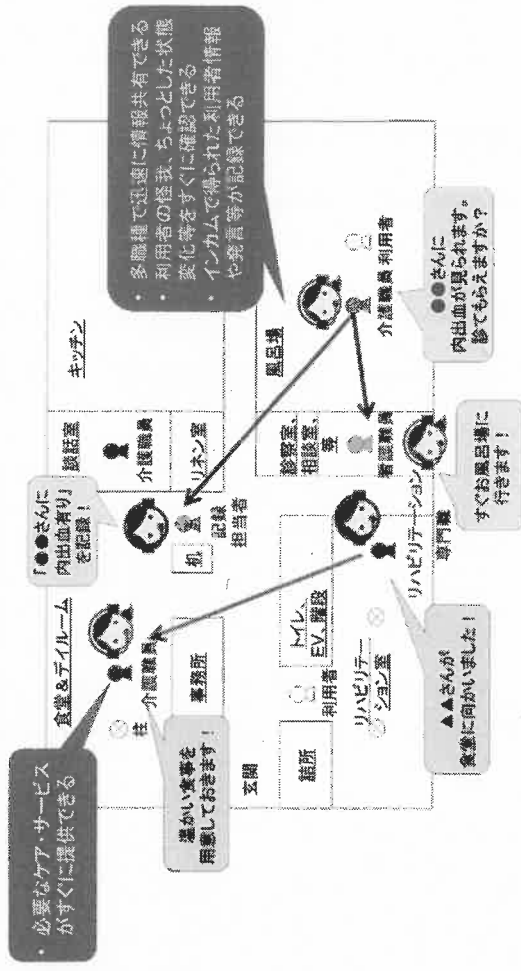 ・ 必要なケア・サービス
がすぐに提供できる
・ 多職種で迅速に情報共有できる
・ 利用者の怪我、ちょっとした状態
変化等をすぐに確認できる
・ インカムで得られた利用者情報
や発言等が記録できる
食堂＆デイルーム
「●●さんに
内出血有り」
を記録！
談話室
キッチン
介護職員
柱
介護職員
机
記録
担当者
リネン室
温かい食事を
用意しておきます！
事務所
玄関
詰所
利用者
トイレ、
EV、階段
診察室、
相談室、
等
風呂場
看護職員
介護職員
利用者
リハビリテー
ション室
リハビリテーション
専門職
▲▲さんが
食堂に向かいました！
すぐお風呂場に
行きます！
●●さんに
内出血が見られます。
診てもらえますか？